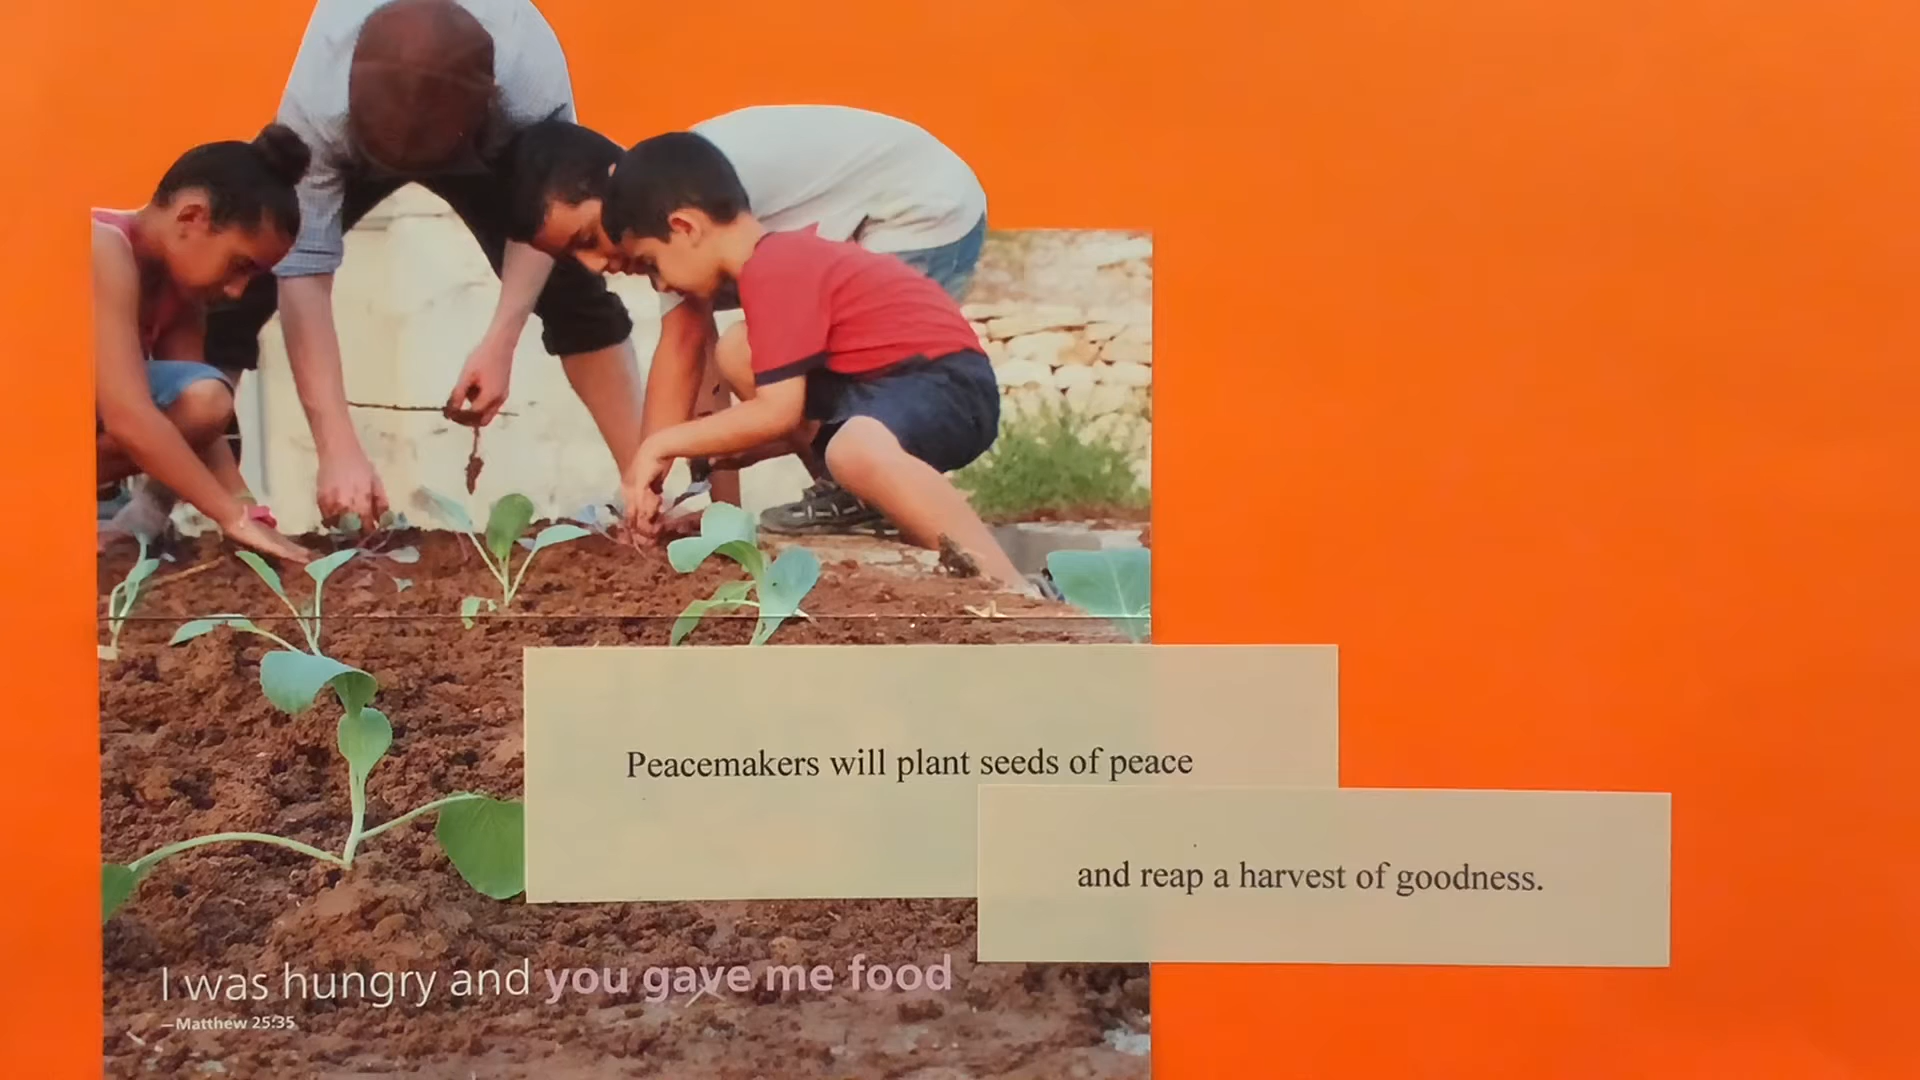 Peacemakers will plant seeds of peace
and reap a harvest of goodness.
I was hungry and you gave me food
—Matthew 25:35